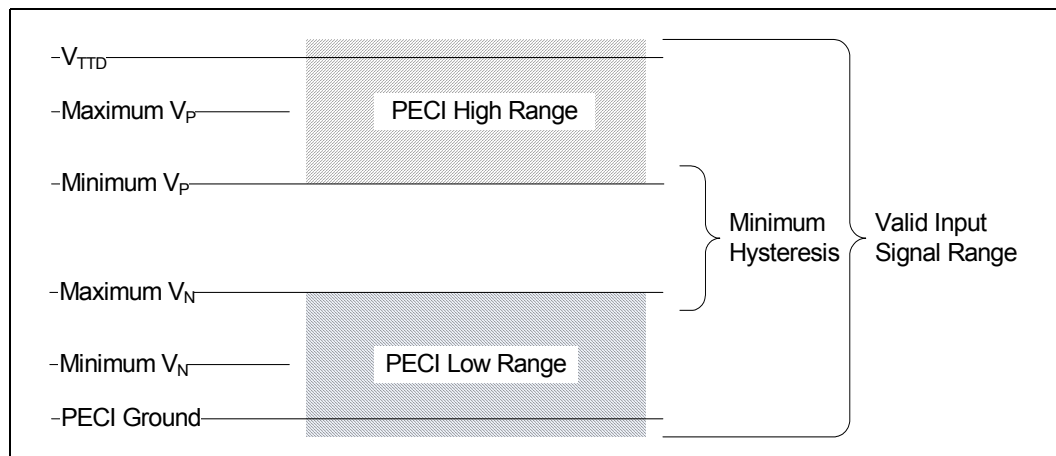 V_TTD
Maximum V_P
PECI High Range
Minimum V_P
Minimum
Hysteresis
Valid Input
Signal Range
Maximum V_N
Minimum V_N
PECI Low Range
PECI Ground